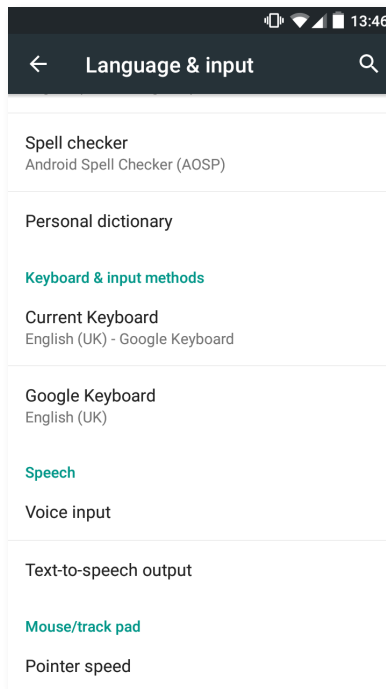 13:46
Language & input
Spell checker
Android Spell Checker (AOSP)
Personal dictionary
Keyboard & input methods
Current Keyboard
English (UK) - Google Keyboard
Google Keyboard
English (UK)
Speech
Voice input
Text-to-speech output
Mouse/track pad
Pointer speed